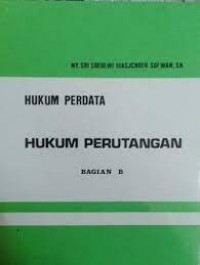 NY. SRI SOEDEWI MASJCHOEN SOFWAN, SH
HUKUM PERDATA
HUKUM PERUTANGAN
BAGIAN B